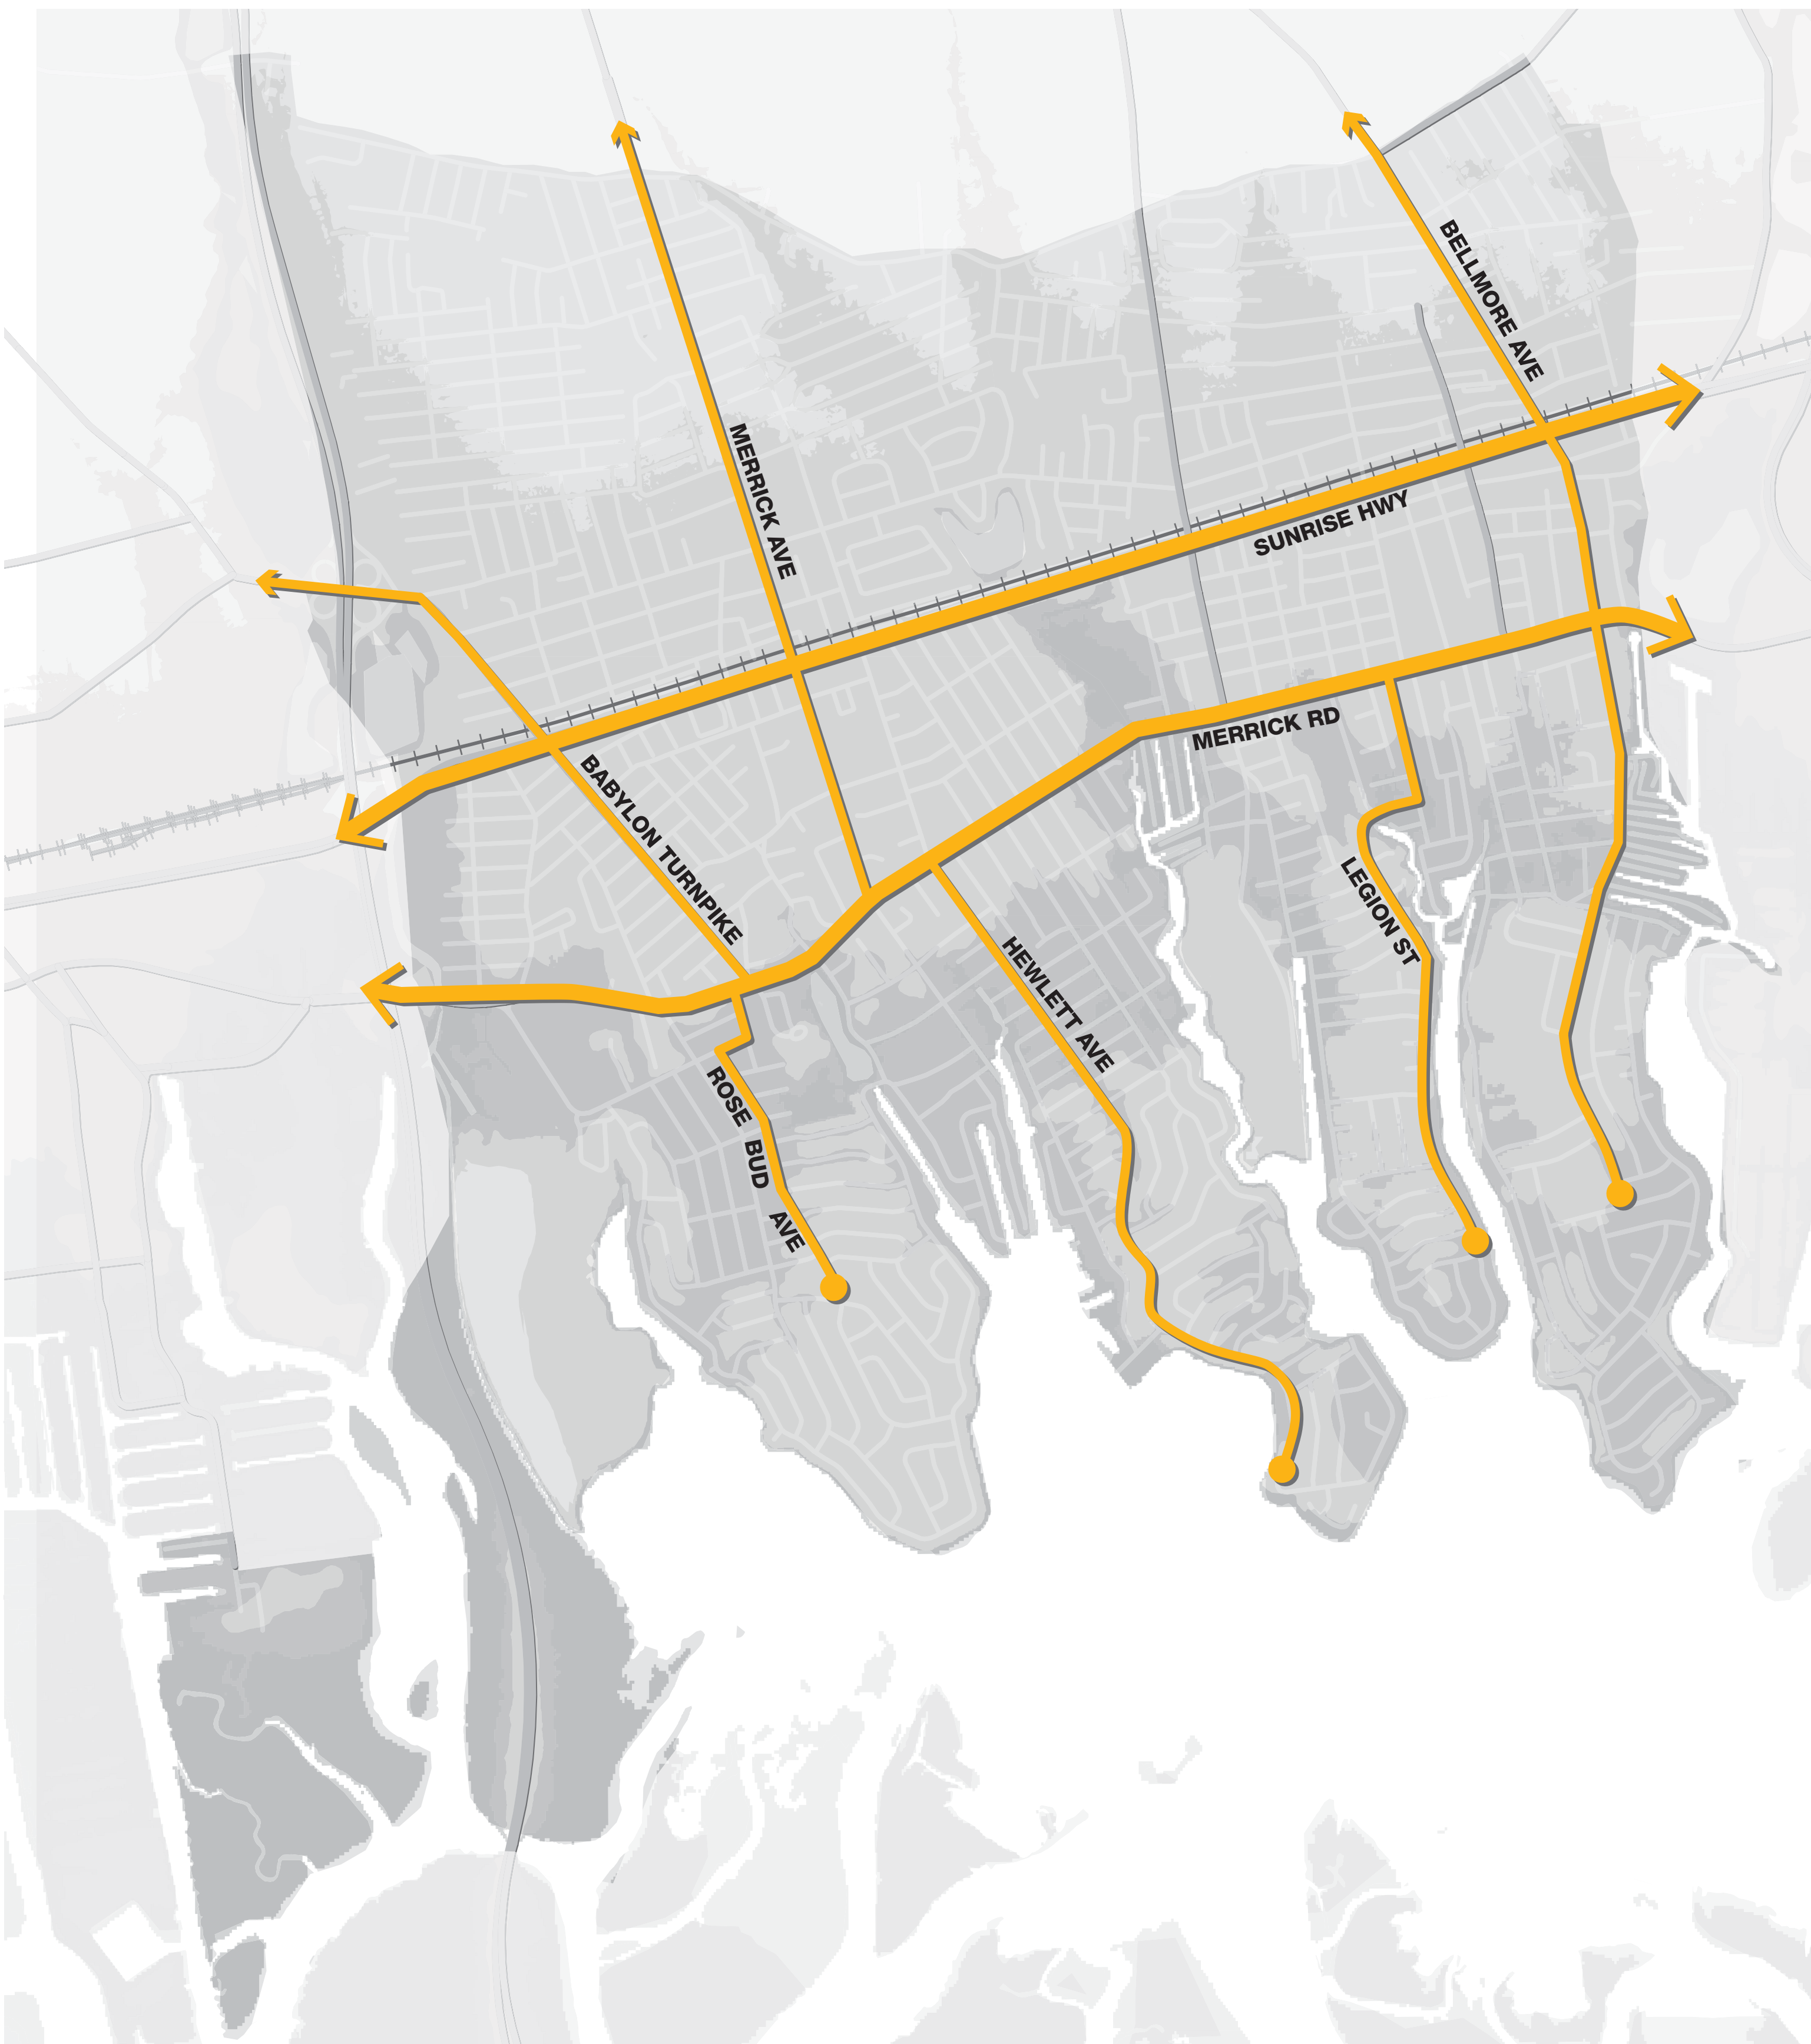 BELLMORE AVE
MERRICK AVE
SUNRISE HWY
MERRICK RD
BABYLON TURNPIKE
LEGION ST
HEWLETT AVE
ROSE BUD AVE